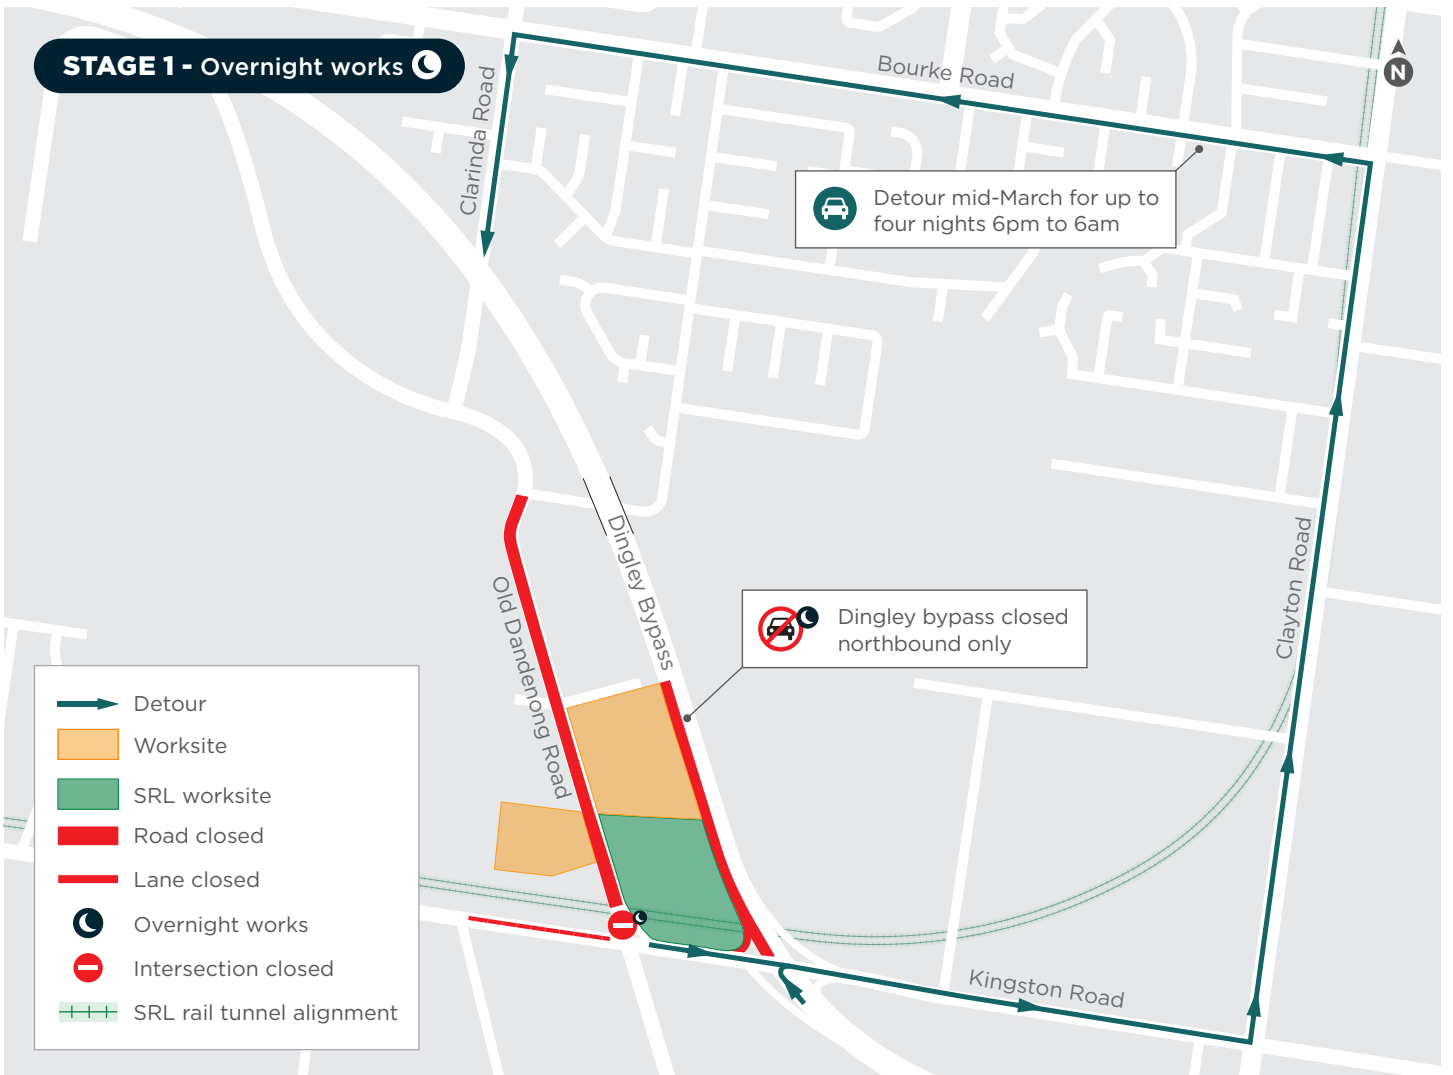 STAGE 1 - Overnight works
N
Bourke Road
Clarinda Road
Detour mid-March for up to
four nights 6pm to 6am
Dingley Bypass
Clayton Road
Old Dandenong Road
Dingley bypass closed
northbound only
Kingston Road
Detour
Worksite
SRL worksite
Road closed
Lane closed
Overnight works
Intersection closed
SRL rail tunnel alignment